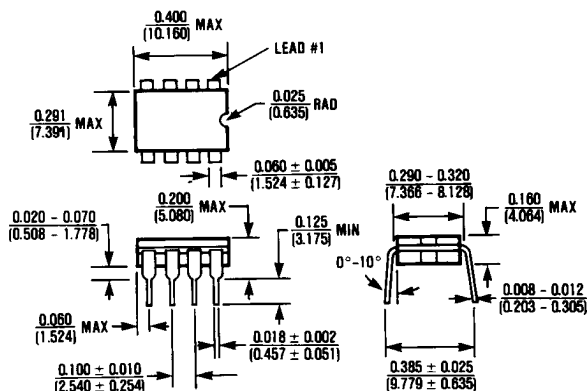 0.400
(10.160) MAX
LEAD #1
0.025
(0.635) RAD
0.291
(7.391) MAX
0.060 ± 0.005
(1.524 ± 0.127)
0.290 - 0.320
(7.366 - 8.128)
0.200
(5.080) MAX
0.160
(4.064) MAX
0.020 - 0.070
(0.508 - 1.778)
0.125
(3.175) MIN
0°-10°
0.008 - 0.012
(0.203 - 0.305)
0.060
(1.524) MAX
0.018 ± 0.002
(0.457 ± 0.051)
0.100 ± 0.010
(2.540 ± 0.254)
0.385 ± 0.025
(9.779 ± 0.635)